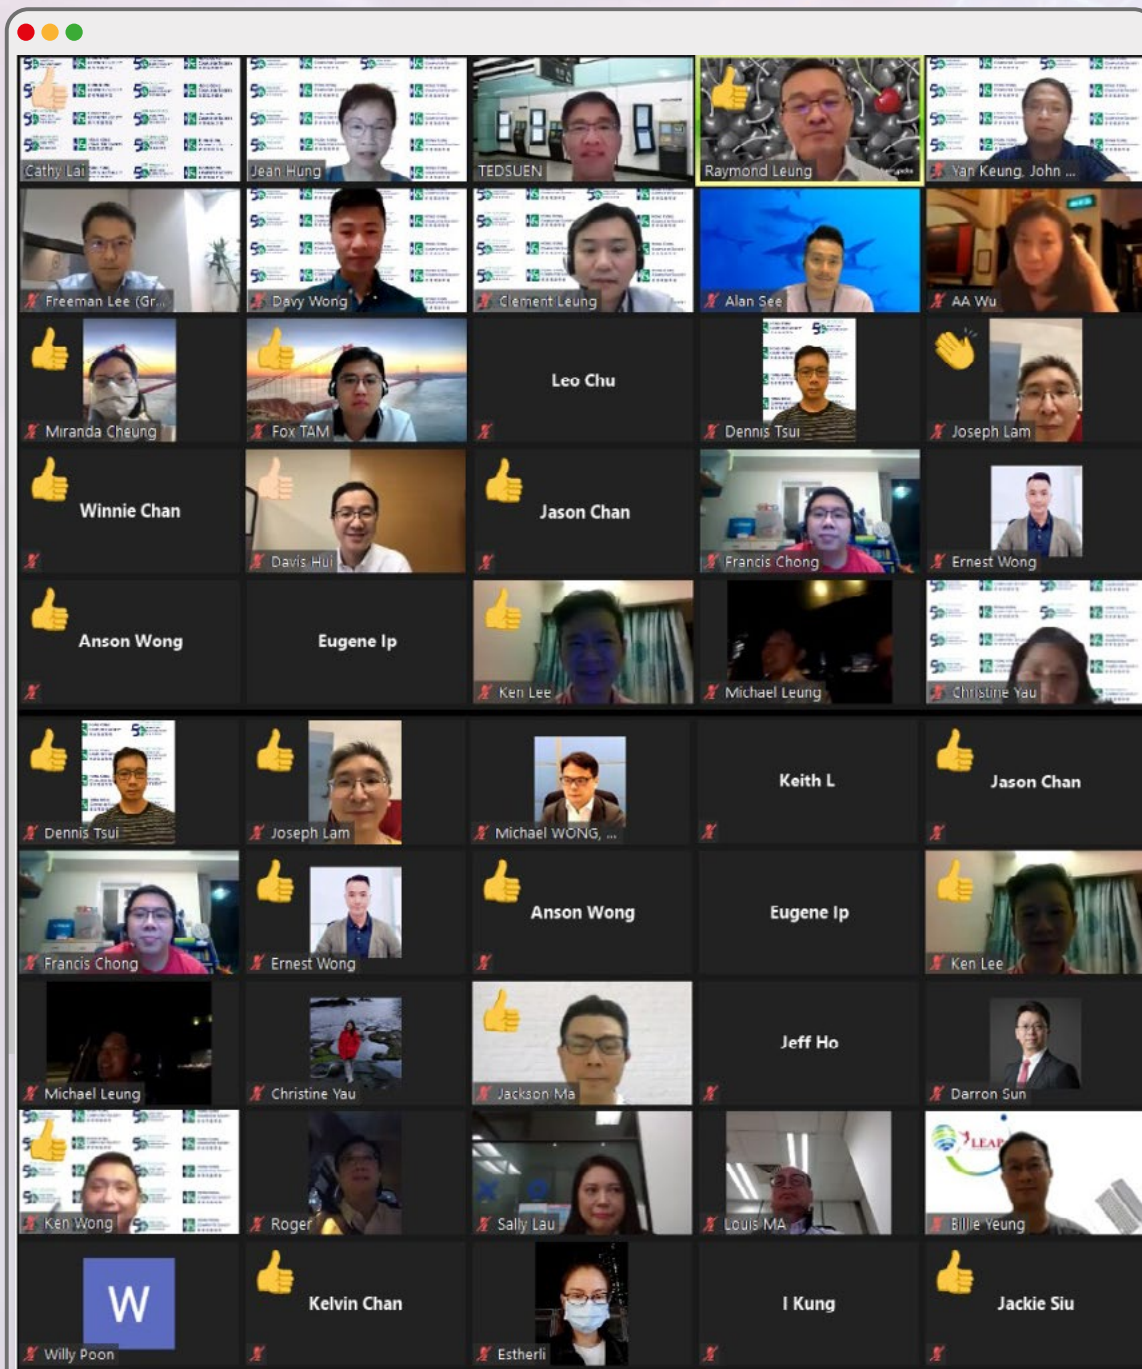 Cathy Lai
Jean Hung
TEDSUEN
Raymond Leung
Yan Keung, John ...
Freeman Lee (Gr...
Davy Wong
Clement Leung
Alan See
AA Wu
Miranda Cheung
Fox TAM
Leo Chu
Dennis Tsui
Joseph Lam
Winnie Chan
Davis Hui
Jason Chan
Francis Chong
Ernest Wong
Anson Wong
Eugene Ip
Ken Lee
Michael Leung
Christine Yau
Dennis Tsui
Joseph Lam
Michael WONG, ...
Keith L
Jason Chan
Francis Chong
Ernest Wong
Anson Wong
Eugene Ip
Ken Lee
Michael Leung
Christine Yau
Jackson Ma
Jeff Ho
Darron Sun
Ken Wong
Roger
Sally Lau
Louis MA
LEAP
Billie Yeung
W
Willy Poon
Kelvin Chan
Estherli
I Kung
Jackie Siu